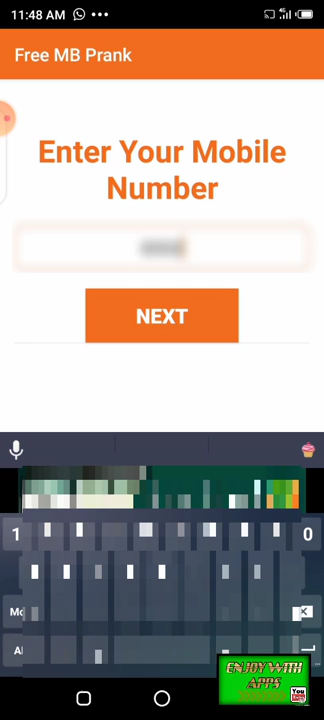 11:48 AM
Free MB Prank
Enter Your Mobile
Number
NEXT
1
0
ENJOY WITH
APPS